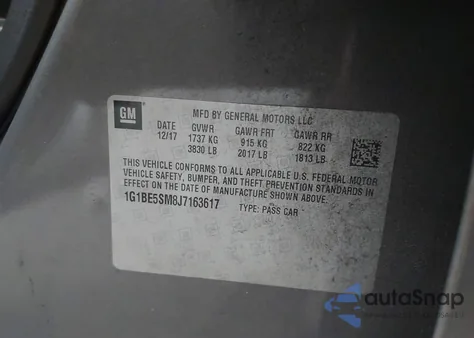 GM
MFD BY GENERAL MOTORS LLC
DATE GVWR GAWR FRT GAWR RR
12/17 1737 KG 915 KG 822 KG
3830 LB 2017 LB 1813 LB
THIS VEHICLE CONFORMS TO ALL APPLICABLE U.S. FEDERAL MOTOR
VEHICLE SAFETY, BUMPER, AND THEFT PREVENTION STANDARDS IN
EFFECT ON THE DATE OF MANUFACTURE SHOWN ABOVE.
1G1BE5SM8J7163617
TYPE: PASS CAR
autoSnap